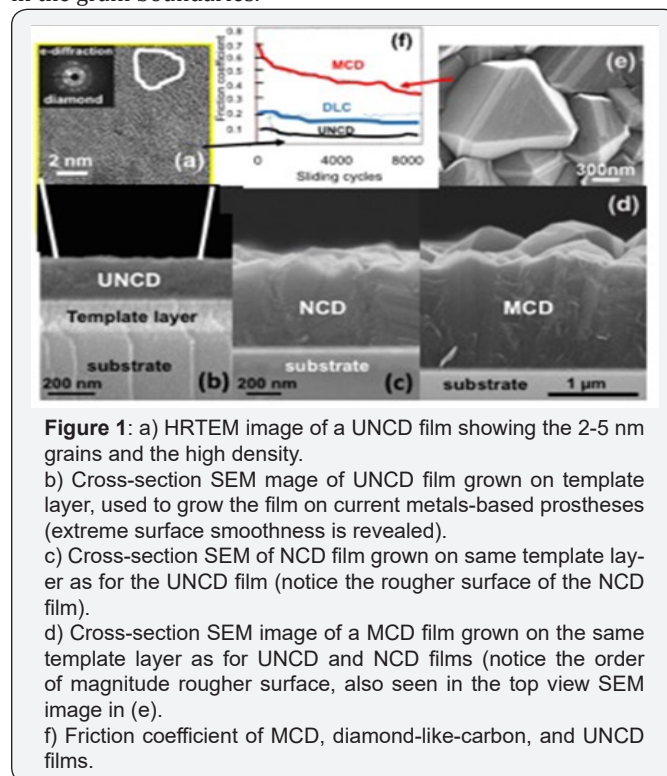 in the grain boundaries.
e-diffraction
diamond
2 nm
(a)
(f)
Friction coefficient
0.8
0.7
0.6
0.5
0.4
0.3
0.2
0.1
MCD
DLC
UNCD
0
4000
8000
Sliding cycles
(e)
300nm
UNCD
Template layer
substrate
200 nm
(b)
NCD
substrate
200 nm
(c)
(d)
MCD
substrate
1 µm
Figure 1: a) HRTEM image of a UNCD film showing the 2-5 nm
grains and the high density.
b) Cross-section SEM mage of UNCD film grown on template
layer, used to grow the film on current metals-based prostheses
(extreme surface smoothness is revealed).
c) Cross-section SEM of NCD film grown on same template lay-
er as for the UNCD film (notice the rougher surface of the NCD
film).
d) Cross-section SEM image of a MCD film grown on the same
template layer as for UNCD and NCD films (notice the order
of magnitude rougher surface, also seen in the top view SEM
image in (e).
f) Friction coefficient of MCD, diamond-like-carbon, and UNCD
films.